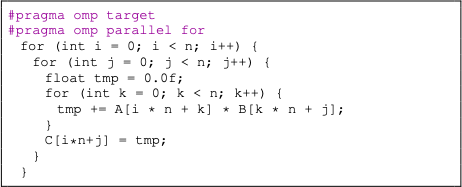 #pragma omp target
#pragma omp parallel for
for (int i = 0; i < n; i++) {
for (int j = 0; j < n; j++) {
float tmp = 0.0f;
for (int k = 0; k < n; k++) {
tmp += A[i * n + k] * B[k * n + j];
}
C[i*n+j] = tmp;
}
}